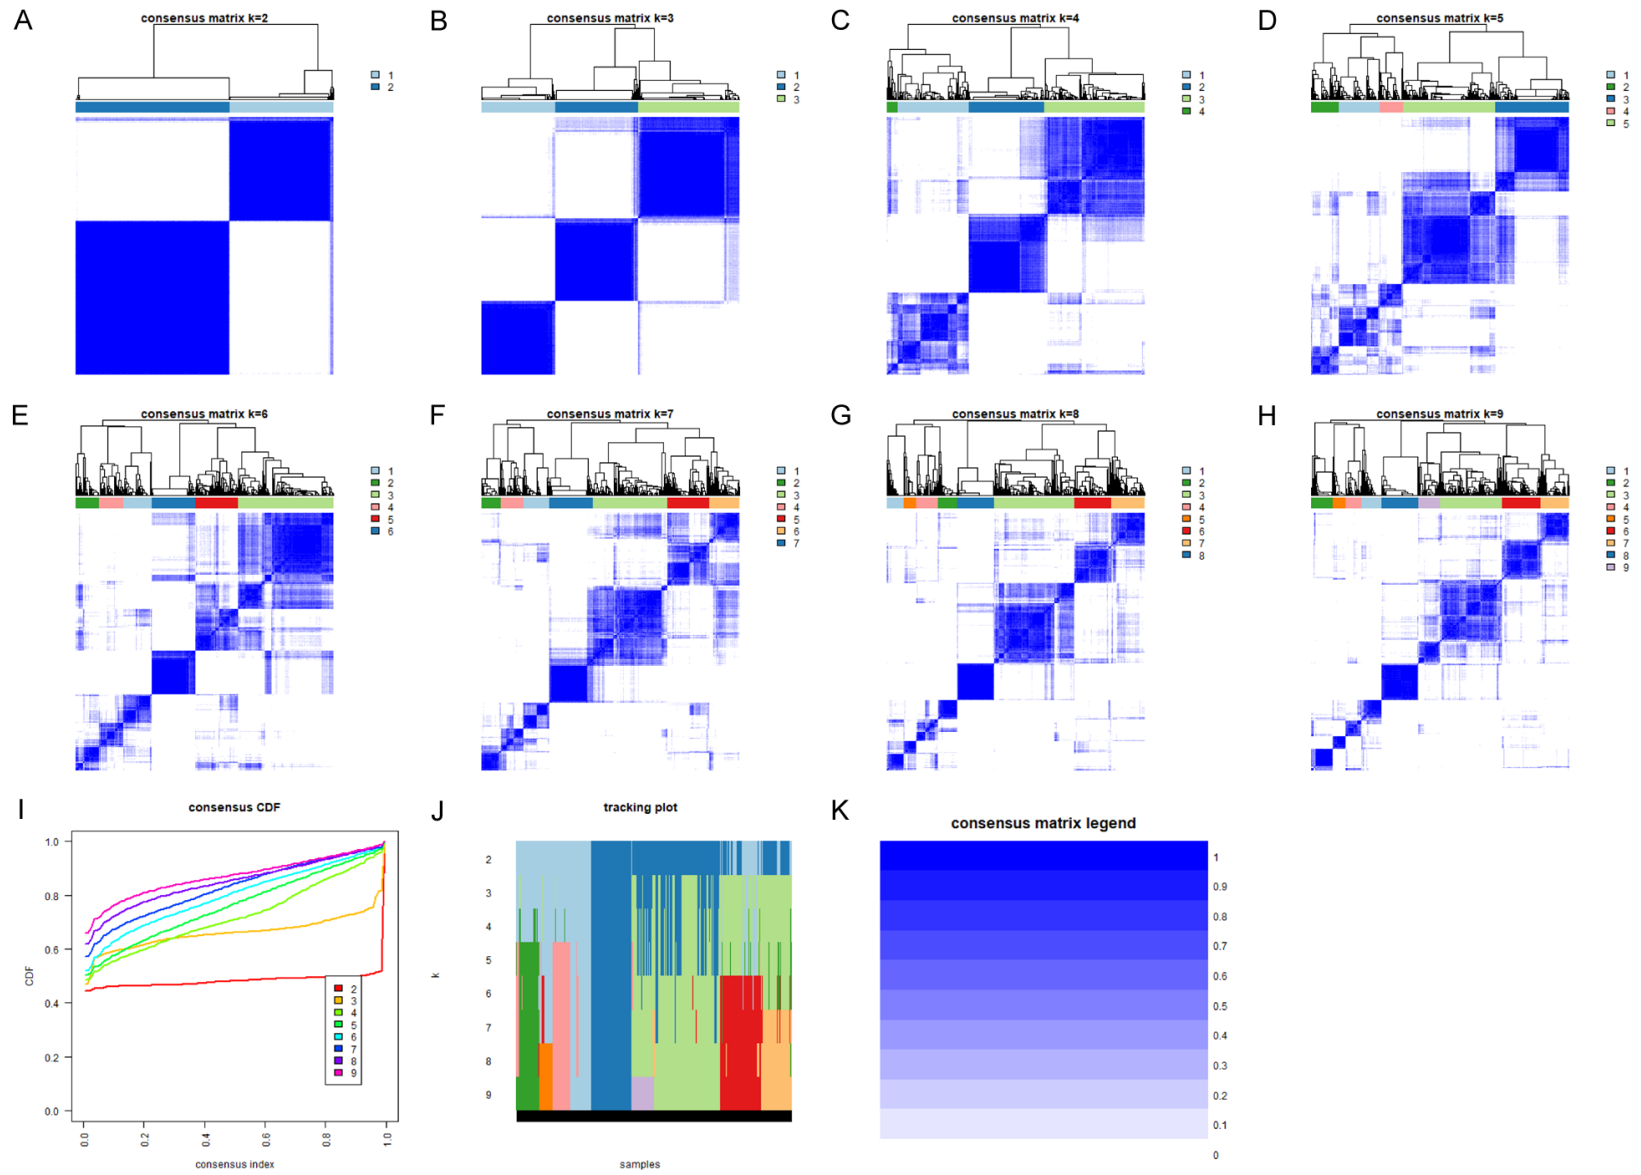 A
consensus matrix k=2
1
2
B
consensus matrix k=3
1
2
3
C
consensus matrix k=4
1
2
3
4
D
consensus matrix k=5
1
2
3
4
5
E
consensus matrix k=6
1
2
3
4
5
6
F
consensus matrix k=7
1
2
3
4
5
6
7
G
consensus matrix k=8
1
2
3
4
5
6
7
8
H
consensus matrix k=9
1
2
3
4
5
6
7
8
9
I
consensus CDF
CDF
1.0
0.8
0.6
0.4
0.2
0.0
2
3
4
5
6
7
8
9
0.0 0.2 0.4 0.6 0.8 1.0
consensus index
J
tracking plot
k
2
3
4
5
6
7
8
9
samples
K
consensus matrix legend
1
0.9
0.8
0.7
0.6
0.5
0.4
0.3
0.2
0.1
0